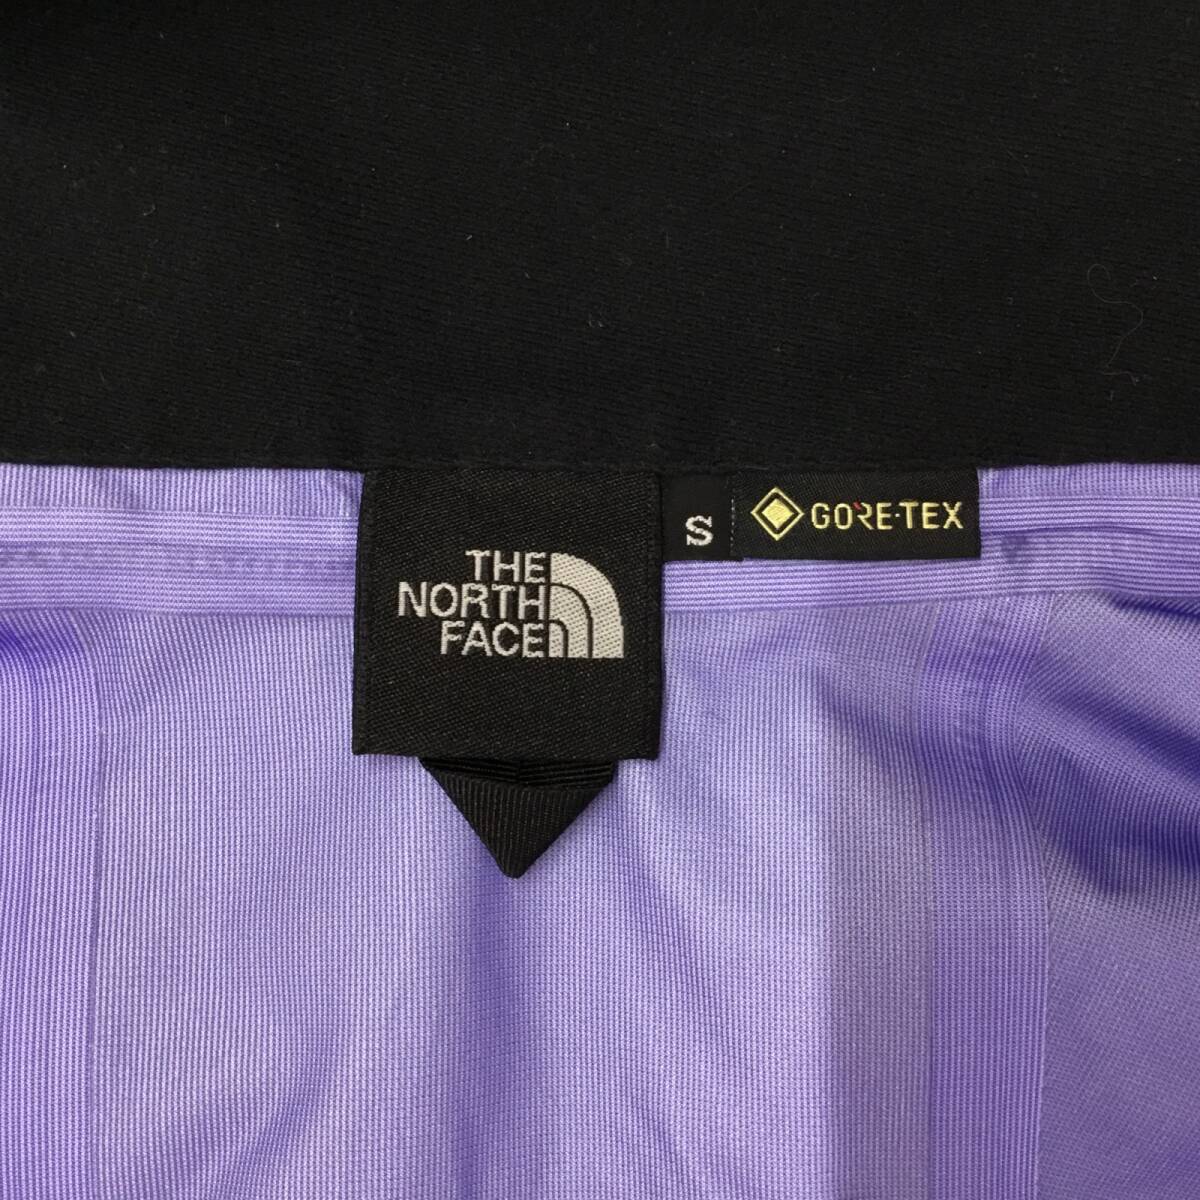 THE
NORTH
FACE
S
GORE-TEX